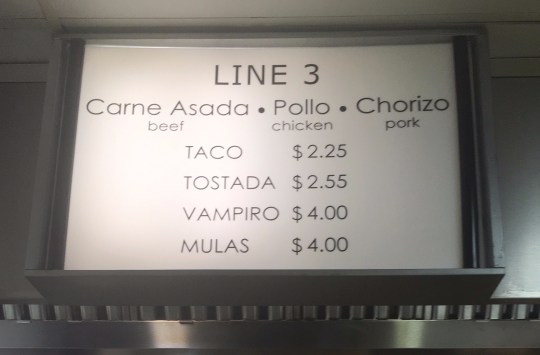 LINE 3
Carne Asada • Pollo • Chorizo
beef chicken pork
TACO $2.25
TOSTADA $2.55
VAMPIRO $4.00
MULAS $4.00